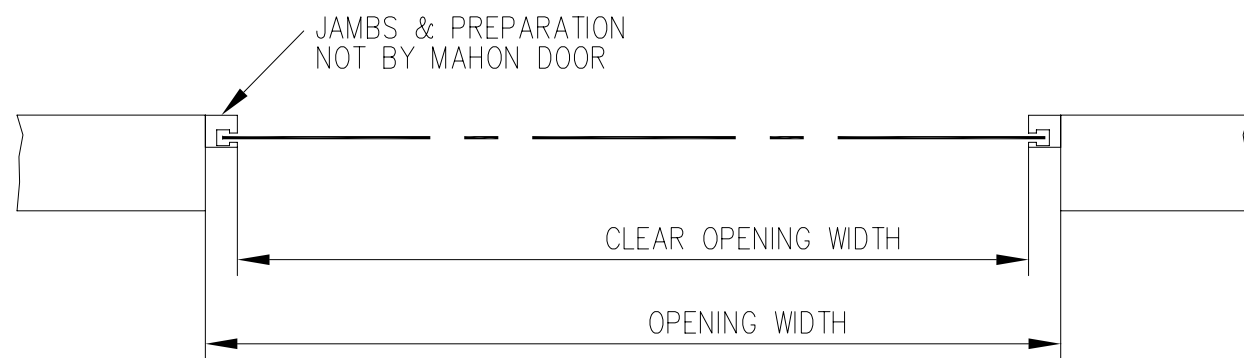 JAMBS & PREPARATION
NOT BY MAHON DOOR
CLEAR OPENING WIDTH
OPENING WIDTH